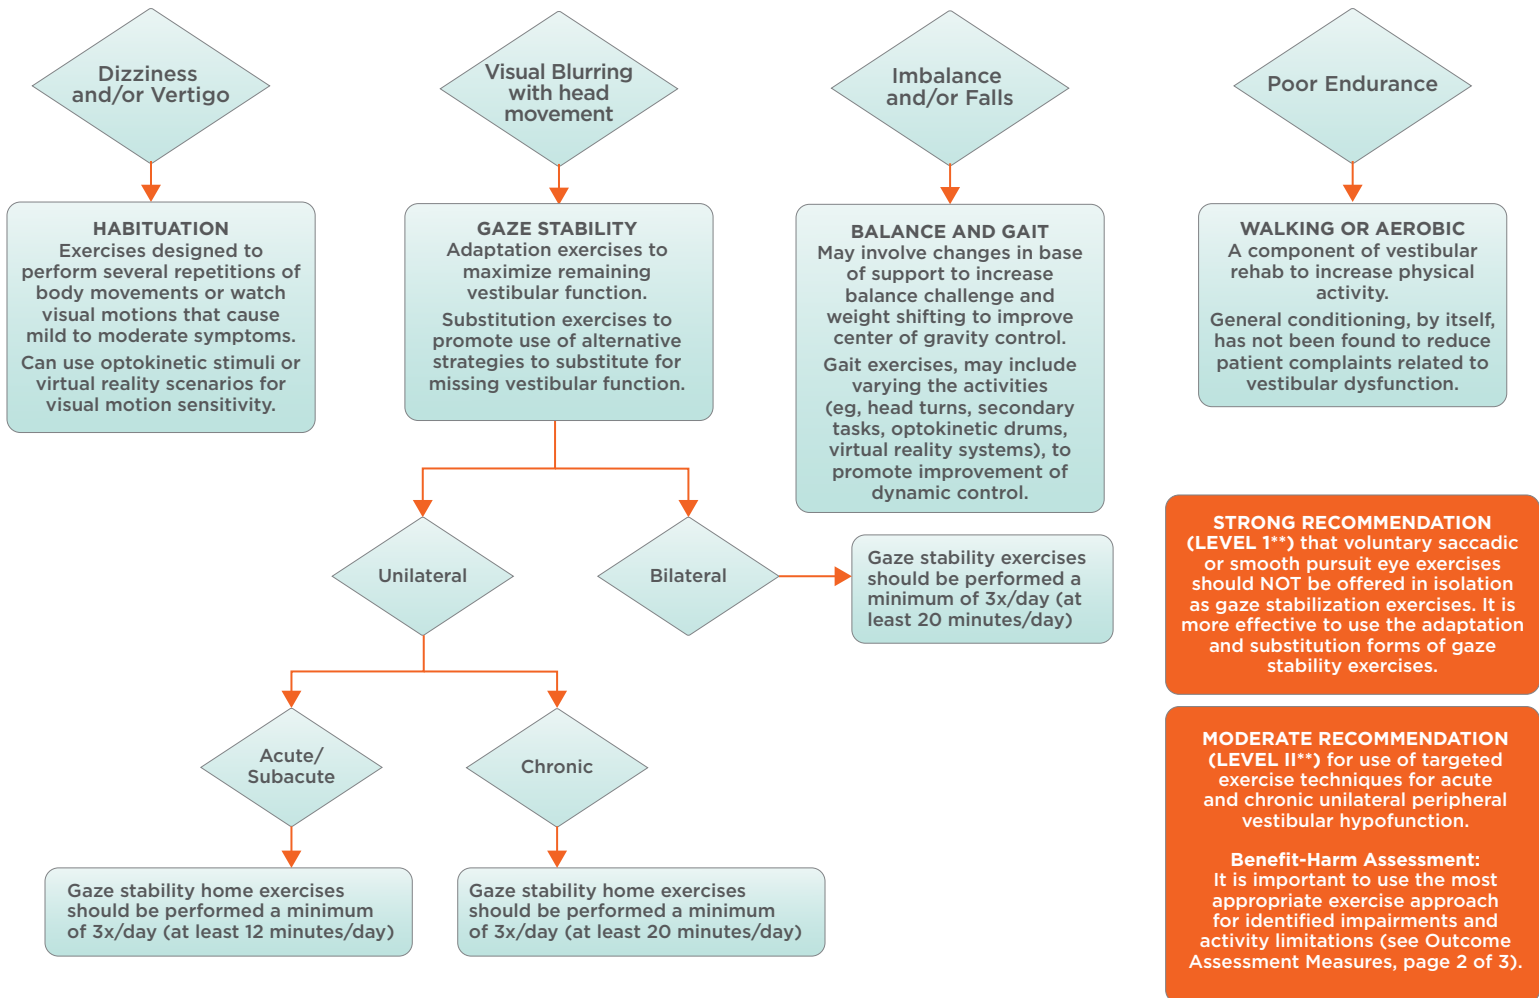 Dizziness
and/or Vertigo
Visual Blurring
with head
movement
Imbalance
and/or Falls
Poor Endurance
HABITUATION
Exercises designed to
perform several repetitions of
body movements or watch
visual motions that cause
mild to moderate symptoms.
Can use optokinetic stimuli or
virtual reality scenarios for
visual motion sensitivity.
GAZE STABILITY
Adaptation exercises to
maximize remaining
vestibular function.
Substitution exercises to
promote use of alternative
strategies to substitute for
missing vestibular function.
BALANCE AND GAIT
May involve changes in base
of support to increase
balance challenge and
weight shifting to improve
center of gravity control.
Gait exercises, may include
varying the activities
(eg, head turns, secondary
tasks, optokinetic drums,
virtual reality systems), to
promote improvement of
dynamic control.
WALKING OR AEROBIC
A component of vestibular
rehab to increase physical
activity.
General conditioning, by itself,
has not been found to reduce
patient complaints related to
vestibular dysfunction.
Unilateral
Bilateral
Gaze stability exercises
should be performed a
minimum of 3x/day (at
least 20 minutes/day)
Acute/
Subacute
Chronic
Gaze stability home exercises
should be performed a minimum
of 3x/day (at least 12 minutes/day)
Gaze stability home exercises
should be performed a minimum
of 3x/day (at least 20 minutes/day)
STRONG RECOMMENDATION
(LEVEL 1**) that voluntary saccadic
or smooth pursuit eye exercises
should NOT be offered in isolation
as gaze stabilization exercises. It is
more effective to use the adaptation
and substitution forms of gaze
stability exercises.
MODERATE RECOMMENDATION
(LEVEL II**) for use of targeted
exercise techniques for acute
and chronic unilateral peripheral
vestibular hypofunction.
Benefit-Harm Assessment:
It is important to use the most
appropriate exercise approach
for identified impairments and
activity limitations (see Outcome
Assessment Measures, page 2 of 3).